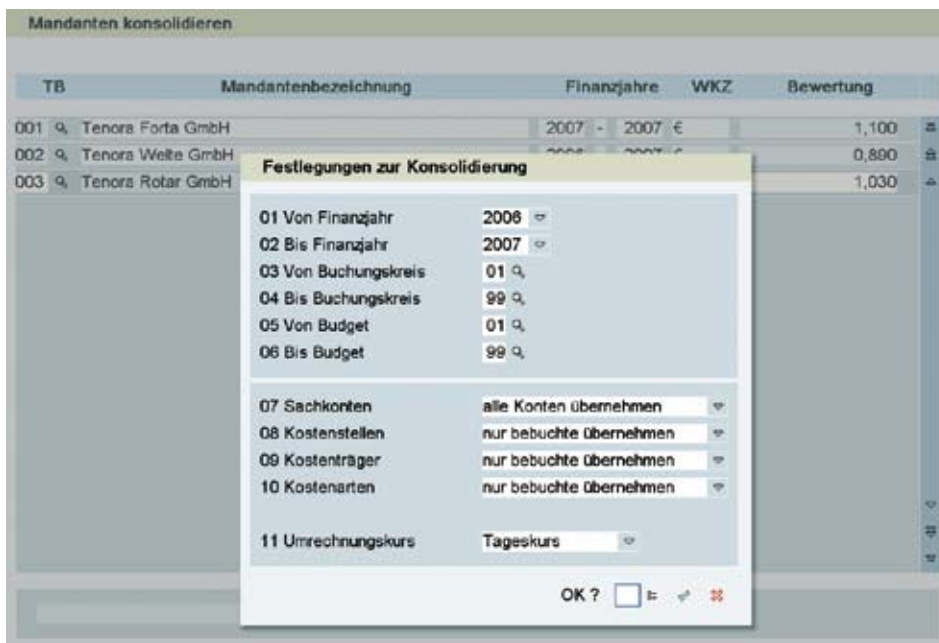 Mandanten konsolidieren
TB Mandantenbezeichnung Finanzjahre WKZ Bewertung
001 Tenora Forta GmbH 2007 - 2007 € 1,100
002 Tenora Welte GmbH 2006 - 2007 € 0,890
003 Tenora Rotar GmbH 1,030
Festlegungen zur Konsolidierung
01 Von Finanzjahr 2006
02 Bis Finanzjahr 2007
03 Von Buchungskreis 01
04 Bis Buchungskreis 99
05 Von Budget 01
06 Bis Budget 99
07 Sachkonten alle Konten übernehmen
08 Kostenstellen nur bebuchte übernehmen
09 Kostenträger nur bebuchte übernehmen
10 Kostenarten nur bebuchte übernehmen
11 Umrechnungskurs Tageskurs
OK ?